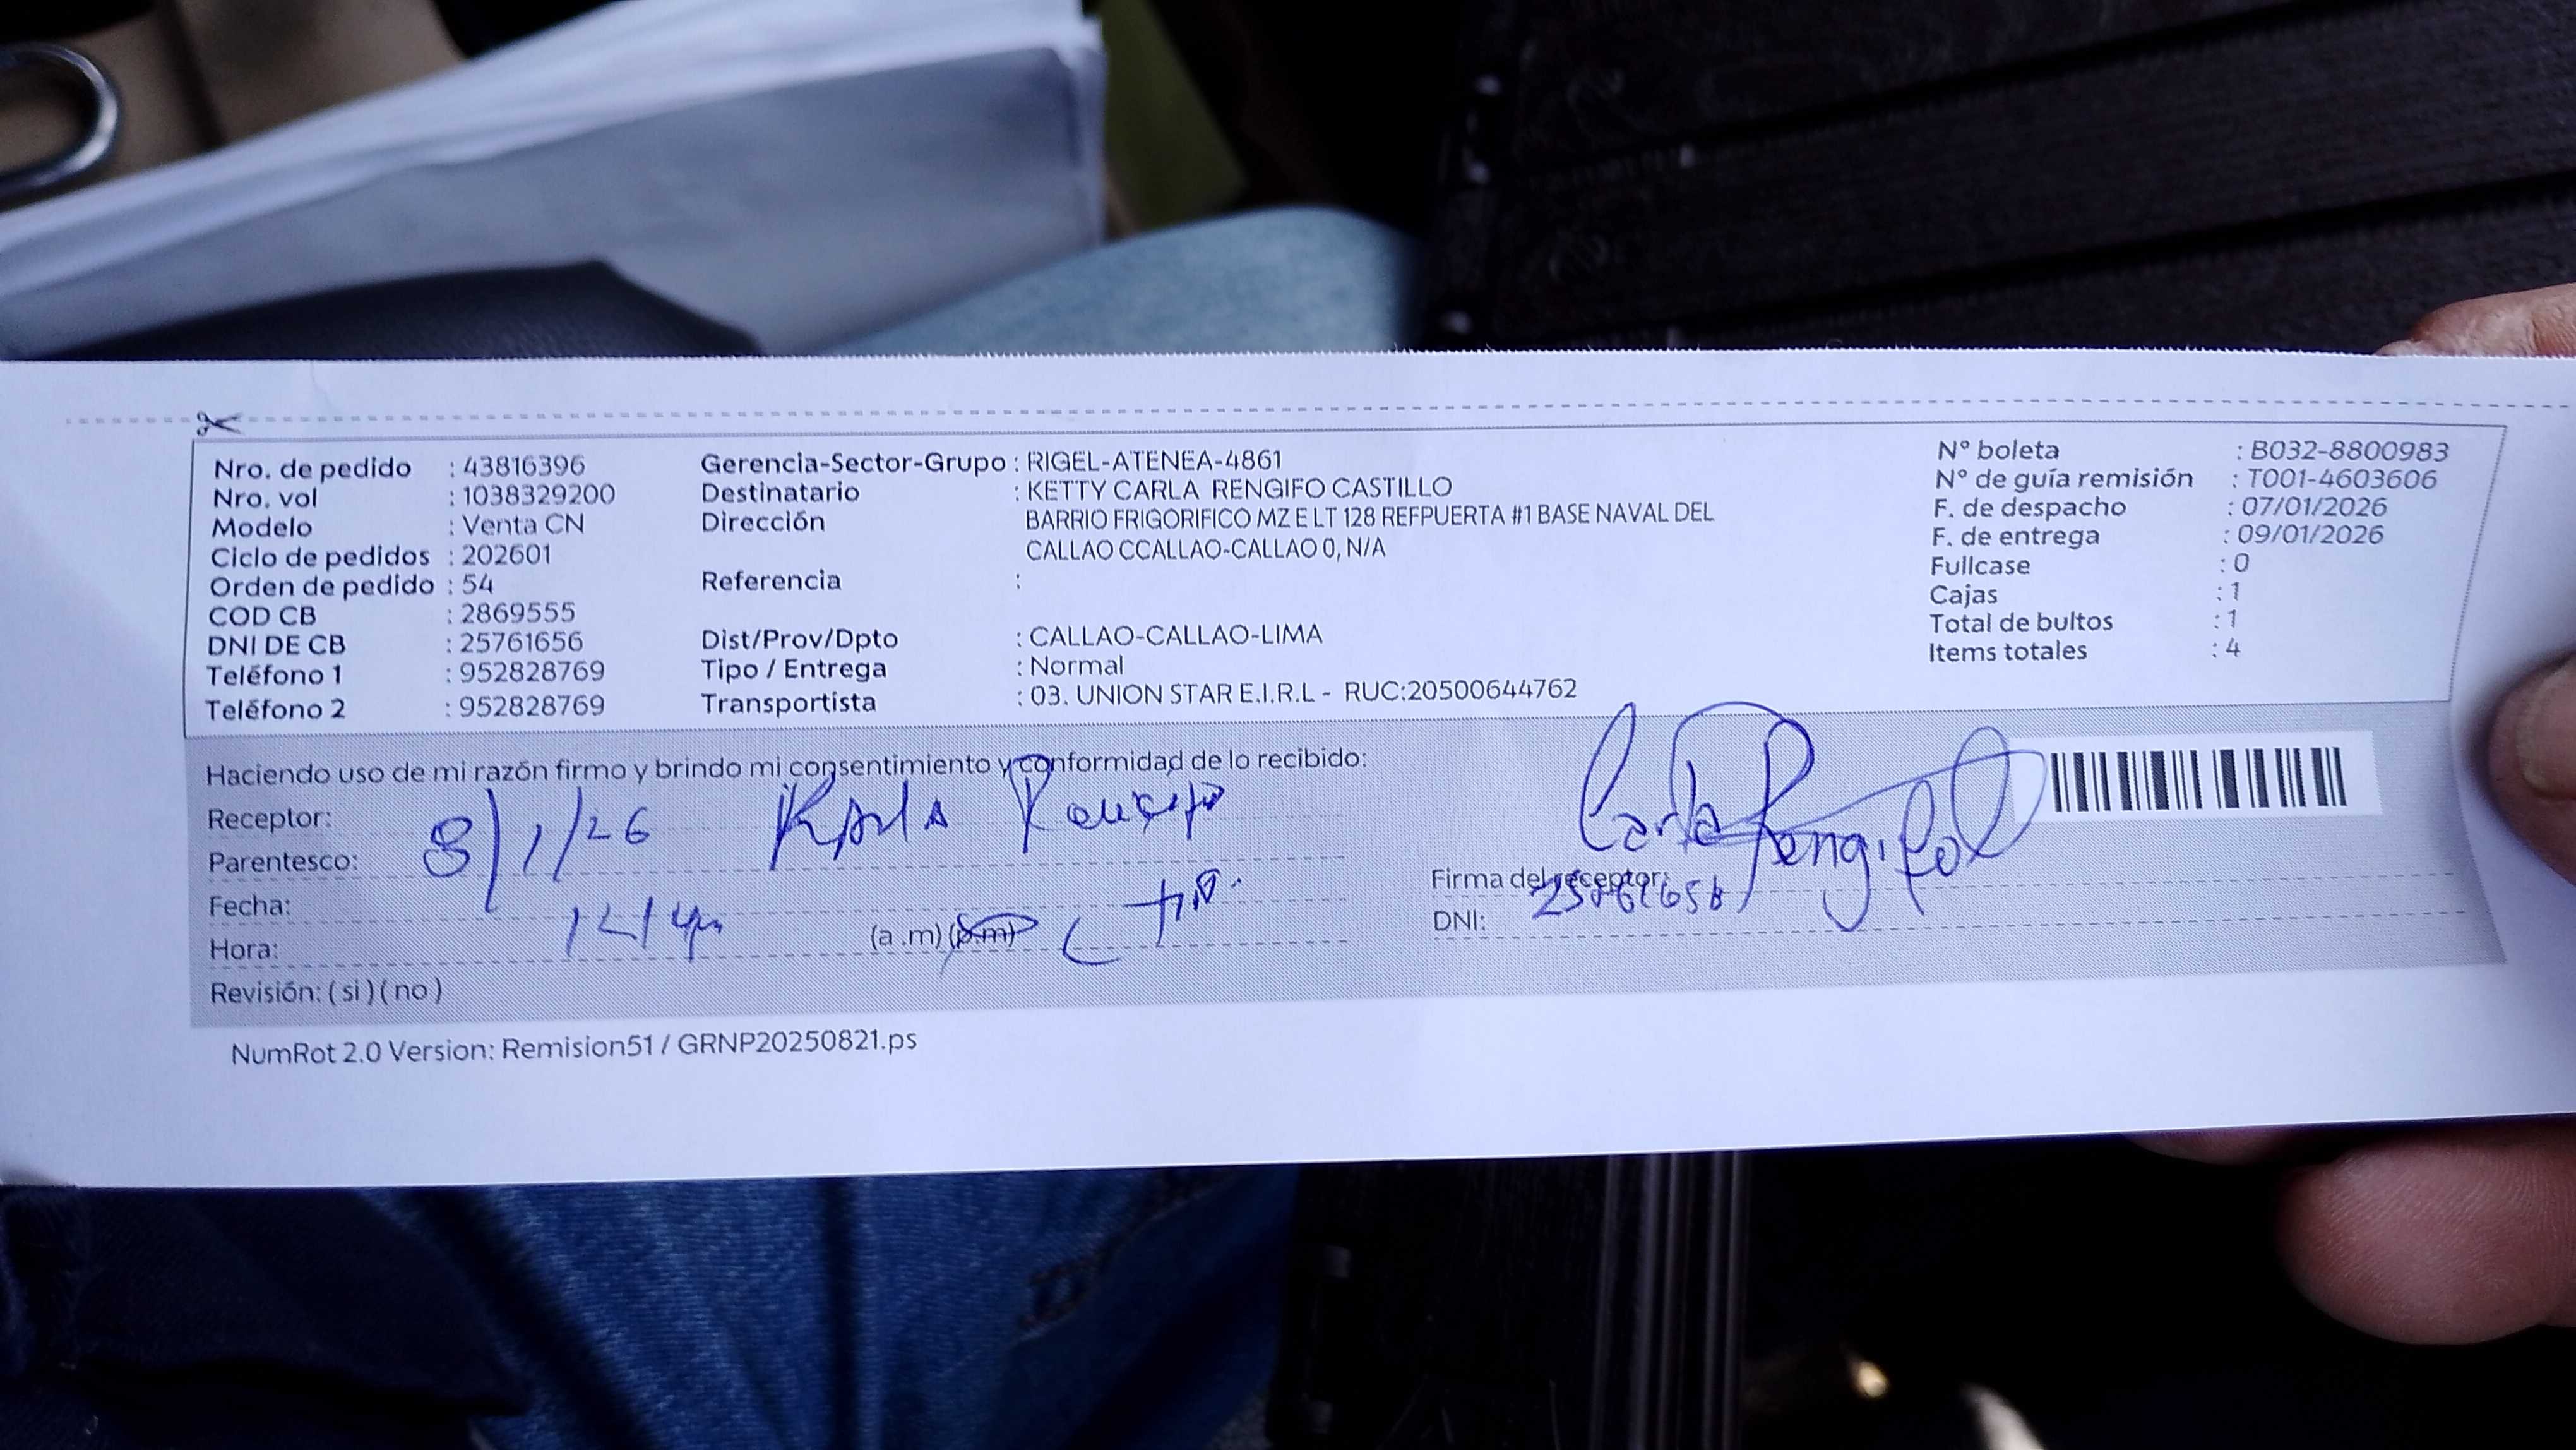 Nro. de pedido : 43816396
Nro. vol : 1038329200
Modelo : Venta CN
Ciclo de pedidos : 202601
Orden de pedido : 54
COD CB : 2869555
DNI DE CB : 25761656
Teléfono 1 : 952828769
Teléfono 2 : 952828769
Gerencia-Sector-Grupo : RIGEL-ATENEA-4861
Destinatario : KETTY CARLA RENGIFO CASTILLO
Dirección BARRIO FRIGORIFICO MZ E LT 128 REFPUERTA #1 BASE NAVAL DEL
CALLAO CCALLAO-CALLAO 0, N/A
Referencia :
Dist/Prov/Dpto : CALLAO-CALLAO-LIMA
Tipo / Entrega : Normal
Transportista : 03. UNION STAR E.I.R.L - RUC:20500644762
N° boleta : B032-8800983
N° de guía remisión : T001-4603606
F. de despacho : 07/01/2026
F. de entrega : 09/01/2026
Fullcase : 0
Cajas : 1
Total de bultos : 1
Items totales : 4
Haciendo uso de mi razón firmo y brindo mi consentimiento y conformidad de lo recibido:
Receptor: 8/1/26 Karla Rengifo
Parentesco:
Fecha:
Hora: (a.m) (p.m)
Revisión: ( si ) ( no )
Carla Rengifo
Firma del receptor:
DNI:
NumRot 2.0 Version: Remision51 / GRNP20250821.ps